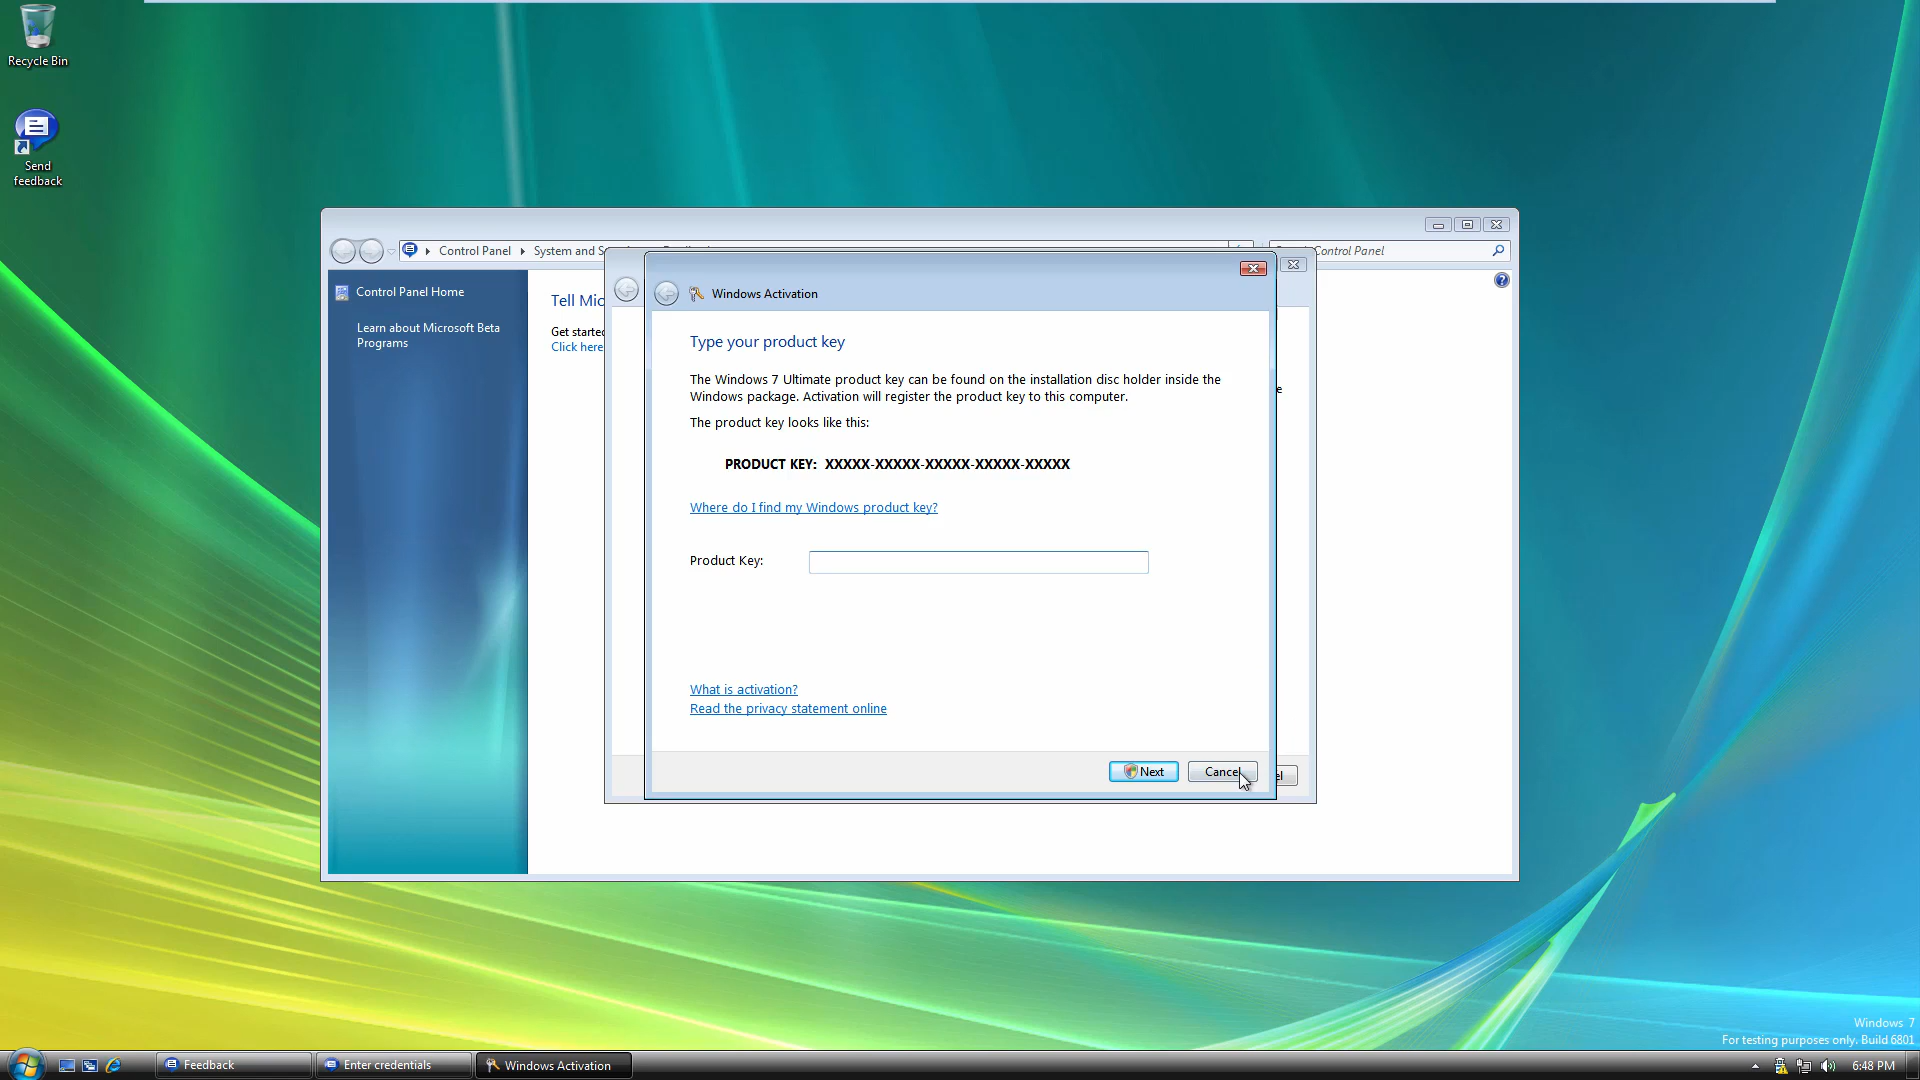 Recycle Bin
Send
feedback
Control Panel
System and S
Control Panel
Control Panel Home
Learn about Microsoft Beta
Programs
Tell Mic
Get starte
Click here
Windows Activation
Type your product key
The Windows 7 Ultimate product key can be found on the installation disc holder inside the
Windows package. Activation will register the product key to this computer.
The product key looks like this:
PRODUCT KEY: XXXXX-XXXXX-XXXXX-XXXXX-XXXXX
Where do I find my Windows product key?
Product Key:
What is activation?
Read the privacy statement online
Next
Cancel
e
el
Windows 7
For testing purposes only. Build 6801
Feedback
Enter credentials
Windows Activation
6:48 PM